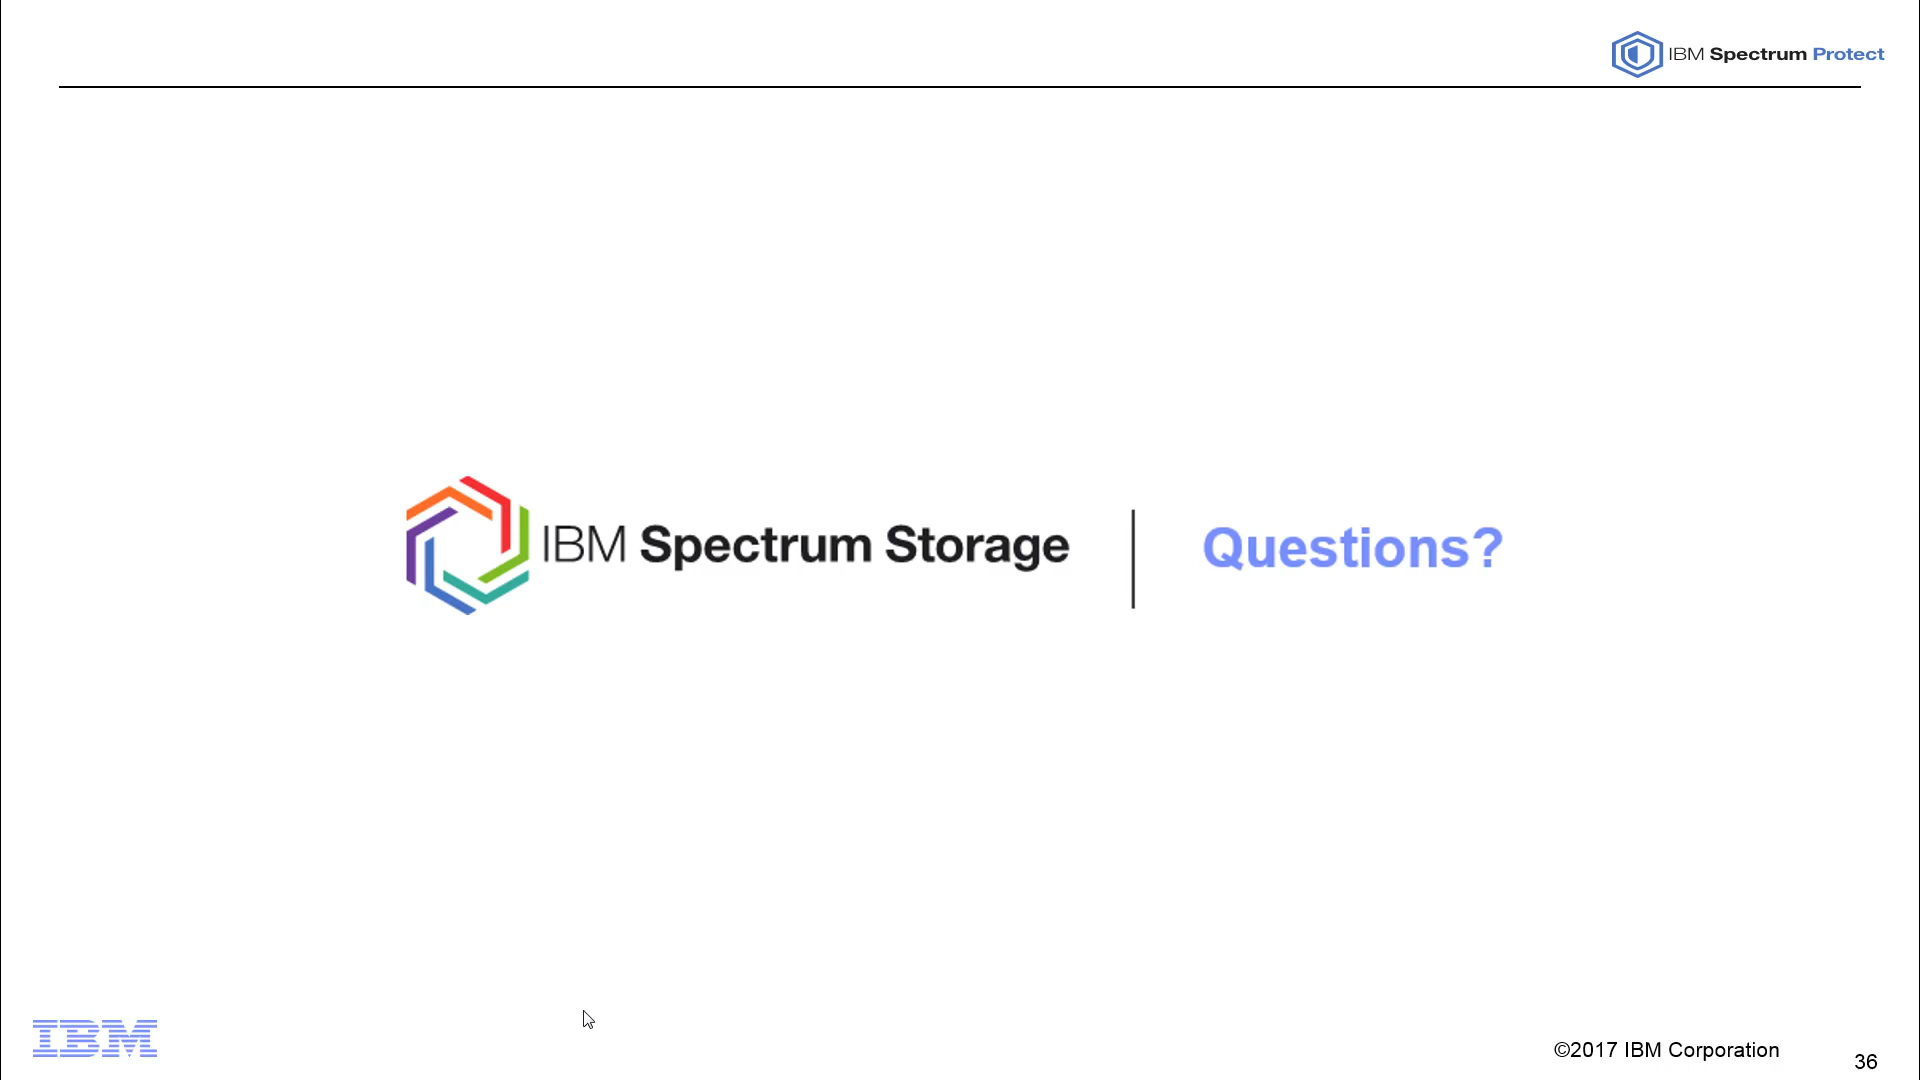 IBM Spectrum Protect
IBM Spectrum Storage
Questions?
IBM
©2017 IBM Corporation
36